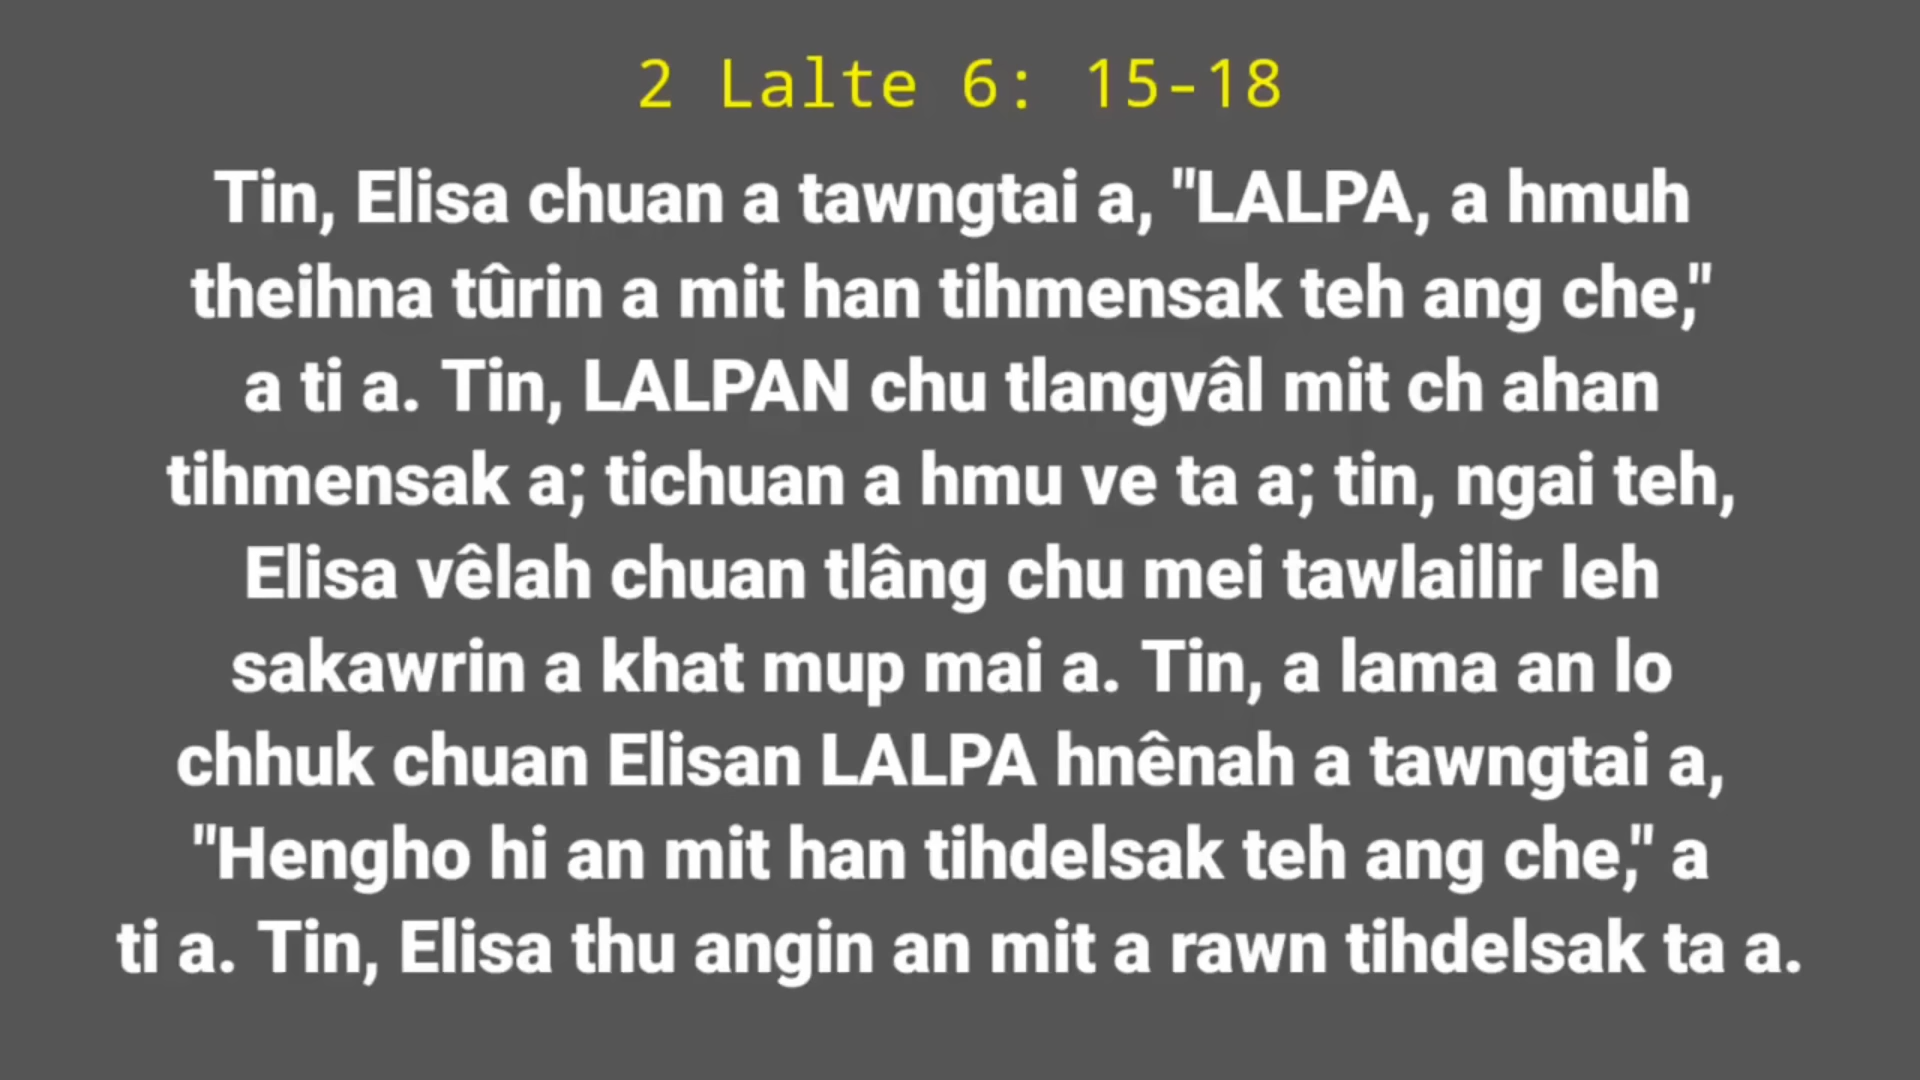 2 Lalte 6: 15-18
Tin, Elisa chuan a tawngtai a, "LALPA, a hmuh
theihna tûrin a mit han tihmensak teh ang che,"
a ti a. Tin, LALPAN chu tlangvâl mit ch ahan
tihmensak a; tichuan a hmu ve ta a; tin, ngai teh,
Elisa vêlah chuan tlâng chu mei tawlailir leh
sakawrin a khat mup mai a. Tin, a lama an lo
chhuk chuan Elisan LALPA hnênah a tawngtai a,
"Hengho hi an mit han tihdelsak teh ang che," a
ti a. Tin, Elisa thu angin an mit a rawn tihdelsak ta a.